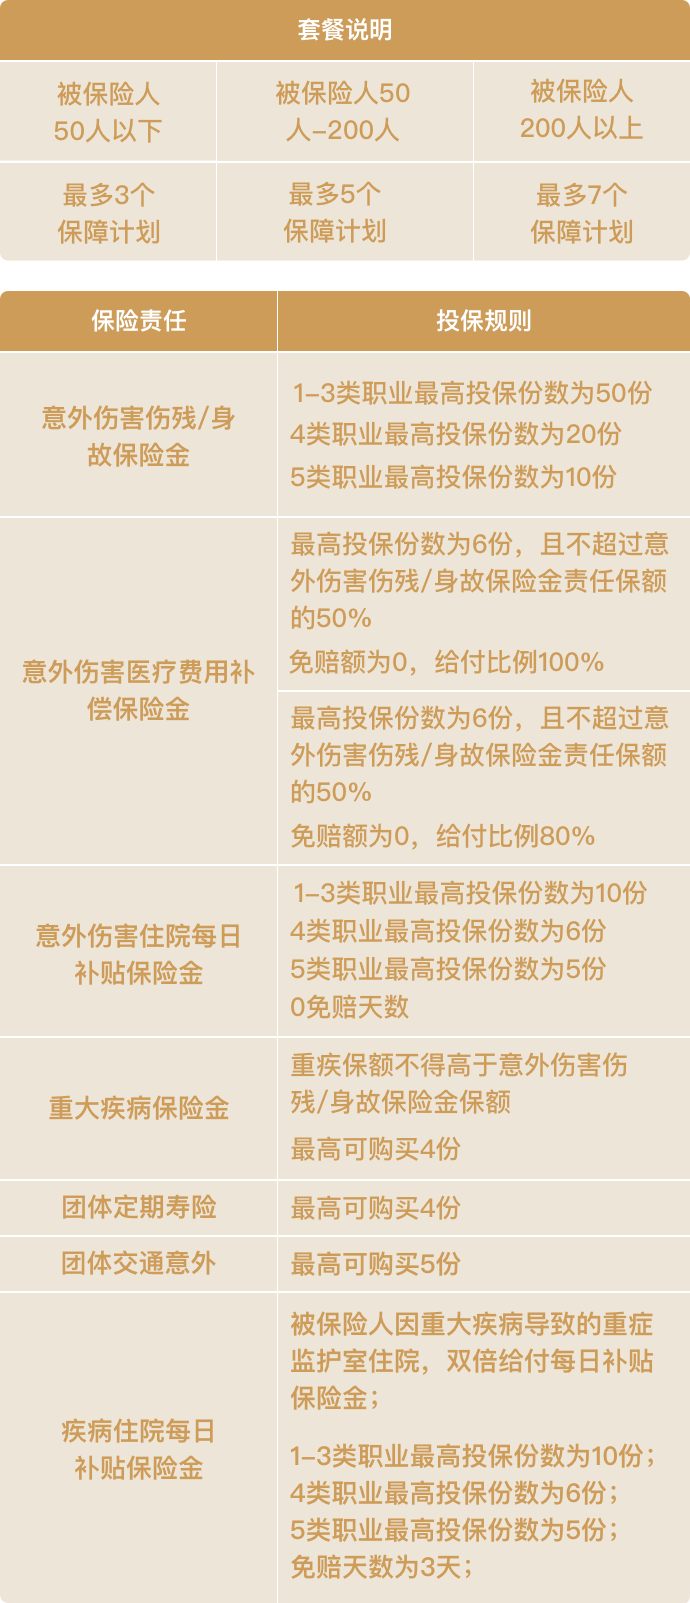 套餐说明
被保险人
50人以下
被保险人50
人-200人
被保险人
200人以上
最多3个
保障计划
最多5个
保障计划
最多7个
保障计划
保险责任
投保规则
意外伤害伤残/身
故保险金
1-3类职业最高投保份数为50份
4类职业最高投保份数为20份
5类职业最高投保份数为10份
意外伤害医疗费用补
偿保险金
最高投保份数为6份，且不超过意
外伤害伤残/身故保险金责任保额
的50%
免赔额为0，给付比例100%
最高投保份数为6份，且不超过意
外伤害伤残/身故保险金责任保额
的50%
免赔额为0，给付比例80%
意外伤害住院每日
补贴保险金
1-3类职业最高投保份数为10份
4类职业最高投保份数为6份
5类职业最高投保份数为5份
0免赔天数
重大疾病保险金
重疾保额不得高于意外伤害伤
残/身故保险金保额
最高可购买4份
团体定期寿险
最高可购买4份
团体交通意外
最高可购买5份
疾病住院每日
补贴保险金
被保险人因重大疾病导致的重症
监护室住院，双倍给付每日补贴
保险金；
1-3类职业最高投保份数为10份；
4类职业最高投保份数为6份；
5类职业最高投保份数为5份；
免赔天数为3天；